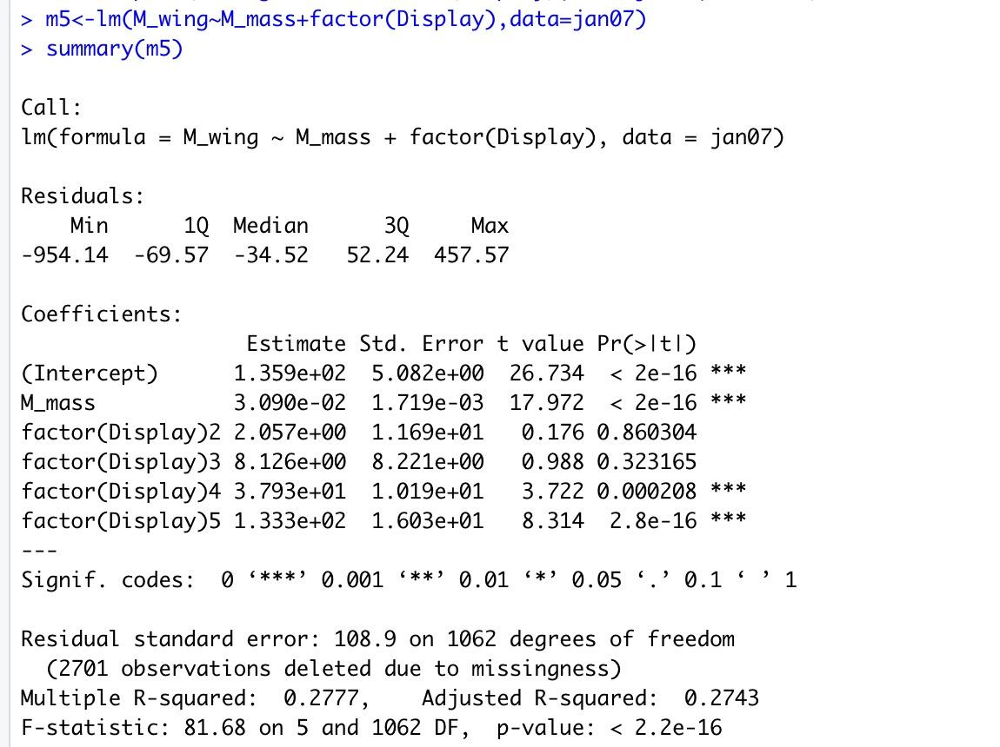 > m5<-lm(M_wing~M_mass+factor(Display),data=jan07)
> summary(m5)
Call:
lm(formula = M_wing ~ M_mass + factor(Display), data = jan07)
Residuals:
    Min      1Q  Median      3Q     Max
-954.14  -69.57  -34.52   52.24  457.57
Coefficients:
                  Estimate Std. Error t value Pr(>|t|)
(Intercept)      1.359e+02  5.082e+00  26.734  < 2e-16 ***
M_mass           3.090e-02  1.719e-03  17.972  < 2e-16 ***
factor(Display)2 2.057e+00  1.169e+01   0.176 0.860304
factor(Display)3 8.126e+00  8.221e+00   0.988 0.323165
factor(Display)4 3.793e+01  1.019e+01   3.722 0.000208 ***
factor(Display)5 1.333e+02  1.603e+01   8.314  2.8e-16 ***
---
Signif. codes:  0 ‘***’ 0.001 ‘**’ 0.01 ‘*’ 0.05 ‘.’ 0.1 ‘ ’ 1
Residual standard error: 108.9 on 1062 degrees of freedom
  (2701 observations deleted due to missingness)
Multiple R-squared:  0.2777,    Adjusted R-squared:  0.2743
F-statistic: 81.68 on 5 and 1062 DF,  p-value: < 2.2e-16